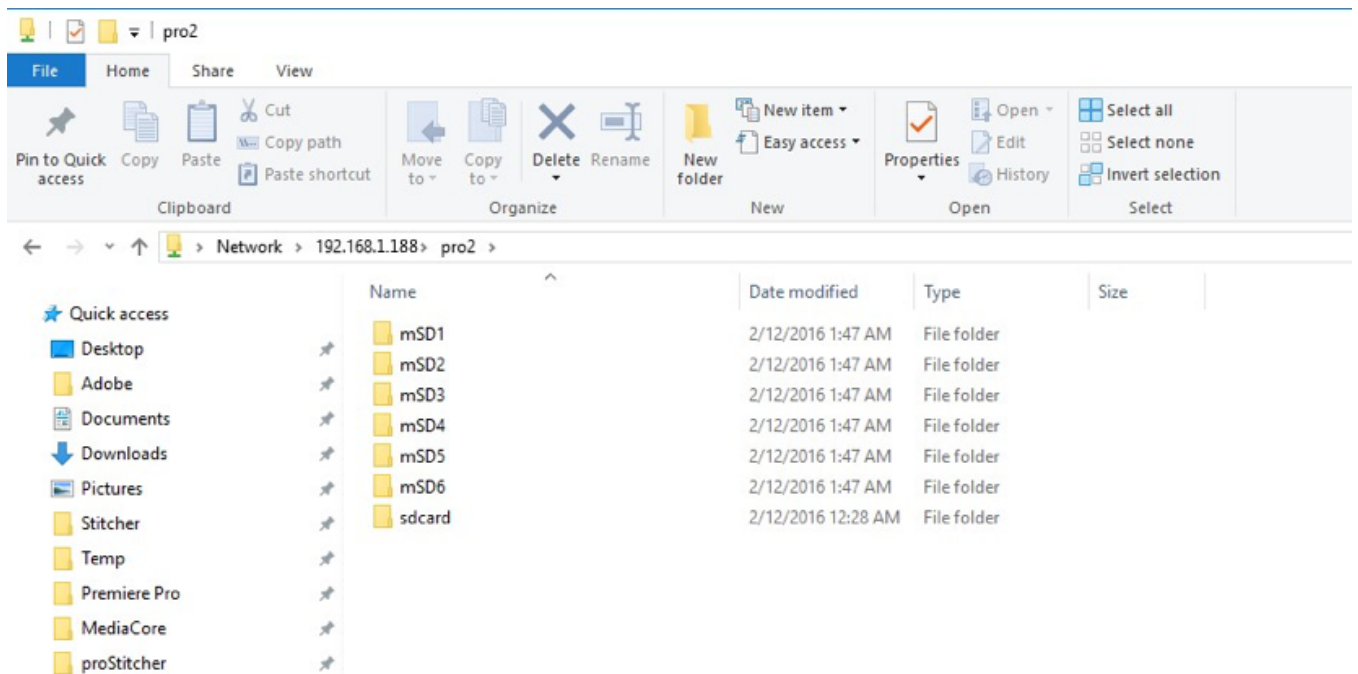 pro2
File Home Share View
Pin to Quick access
Copy
Paste
Cut
Copy path
Paste shortcut
Move to
Copy to
Delete
Rename
New folder
New item
Easy access
Properties
Open
Edit
History
Select all
Select none
Invert selection
Clipboard Organize New Open Select
Network > 192.168.1.188 > pro2 >
Name Date modified Type Size
Quick access
Desktop
Adobe
Documents
Downloads
Pictures
Stitcher
Temp
Premiere Pro
MediaCore
proStitcher
mSD1 2/12/2016 1:47 AM File folder
mSD2 2/12/2016 1:47 AM File folder
mSD3 2/12/2016 1:47 AM File folder
mSD4 2/12/2016 1:47 AM File folder
mSD5 2/12/2016 1:47 AM File folder
mSD6 2/12/2016 1:47 AM File folder
sdcard 2/12/2016 12:28 AM File folder